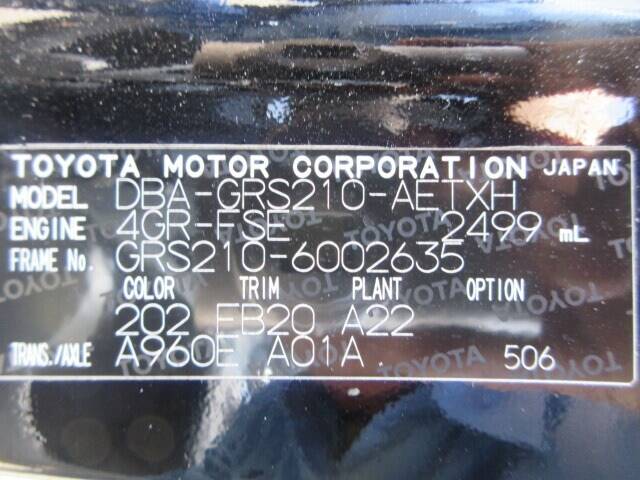 TOYOTA MOTOR CORPORATION JAPAN
MODEL DBA-GRS210-AETXH
ENGINE 4GR-FSE 2499 mL
FRAME No. GRS210-6002635
COLOR TRIM PLANT OPTION
202 FB20 A22
TRANS./AXLE A960E A01A 506